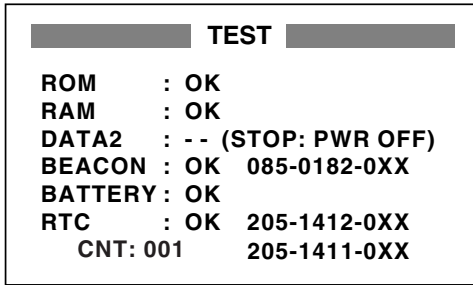 TEST
ROM : OK
RAM : OK
DATA2 : - - (STOP: PWR OFF)
BEACON : OK 085-0182-0XX
BATTERY : OK
RTC : OK 205-1412-0XX
CNT: 001 205-1411-0XX